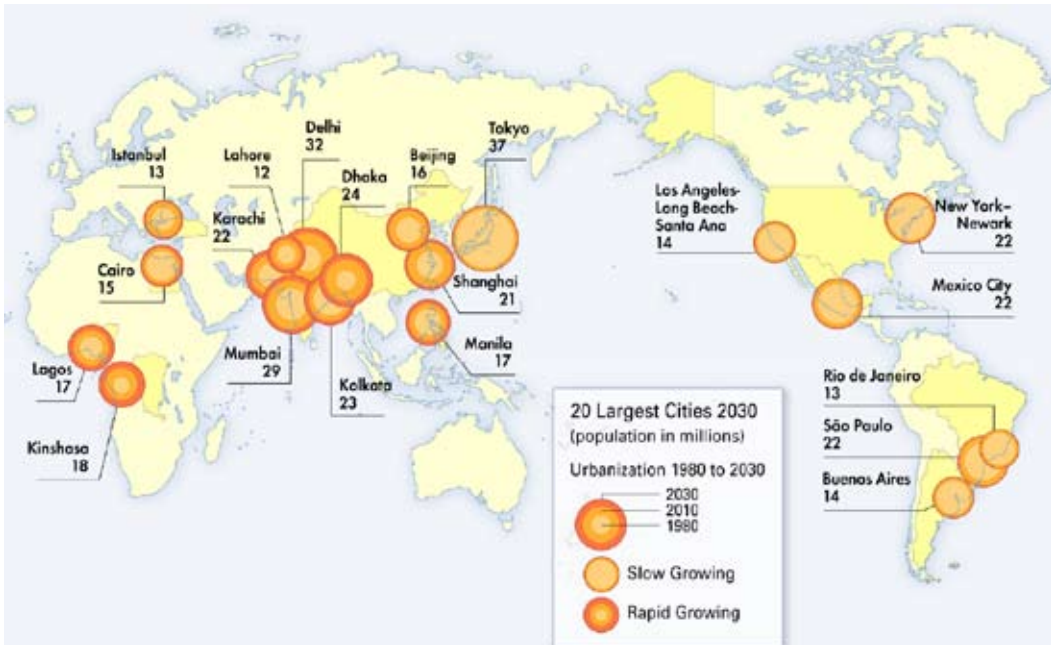 Istanbul
13
Lahore
12
Delhi
32
Dhaka
24
Beijing
16
Tokyo
37
Karachi
22
Cairo
15
Shanghai
21
Lagos
17
Mumbai
29
Kolkata
23
Manila
17
Kinshasa
18
Los Angeles-
Long Beach-
Santa Ana
14
New York–
Newark
22
Mexico City
22
Rio de Janeiro
13
São Paulo
22
Buenos Aires
14
20 Largest Cities 2030
(population in millions)
Urbanization 1980 to 2030
2030
2010
1980
Slow Growing
Rapid Growing